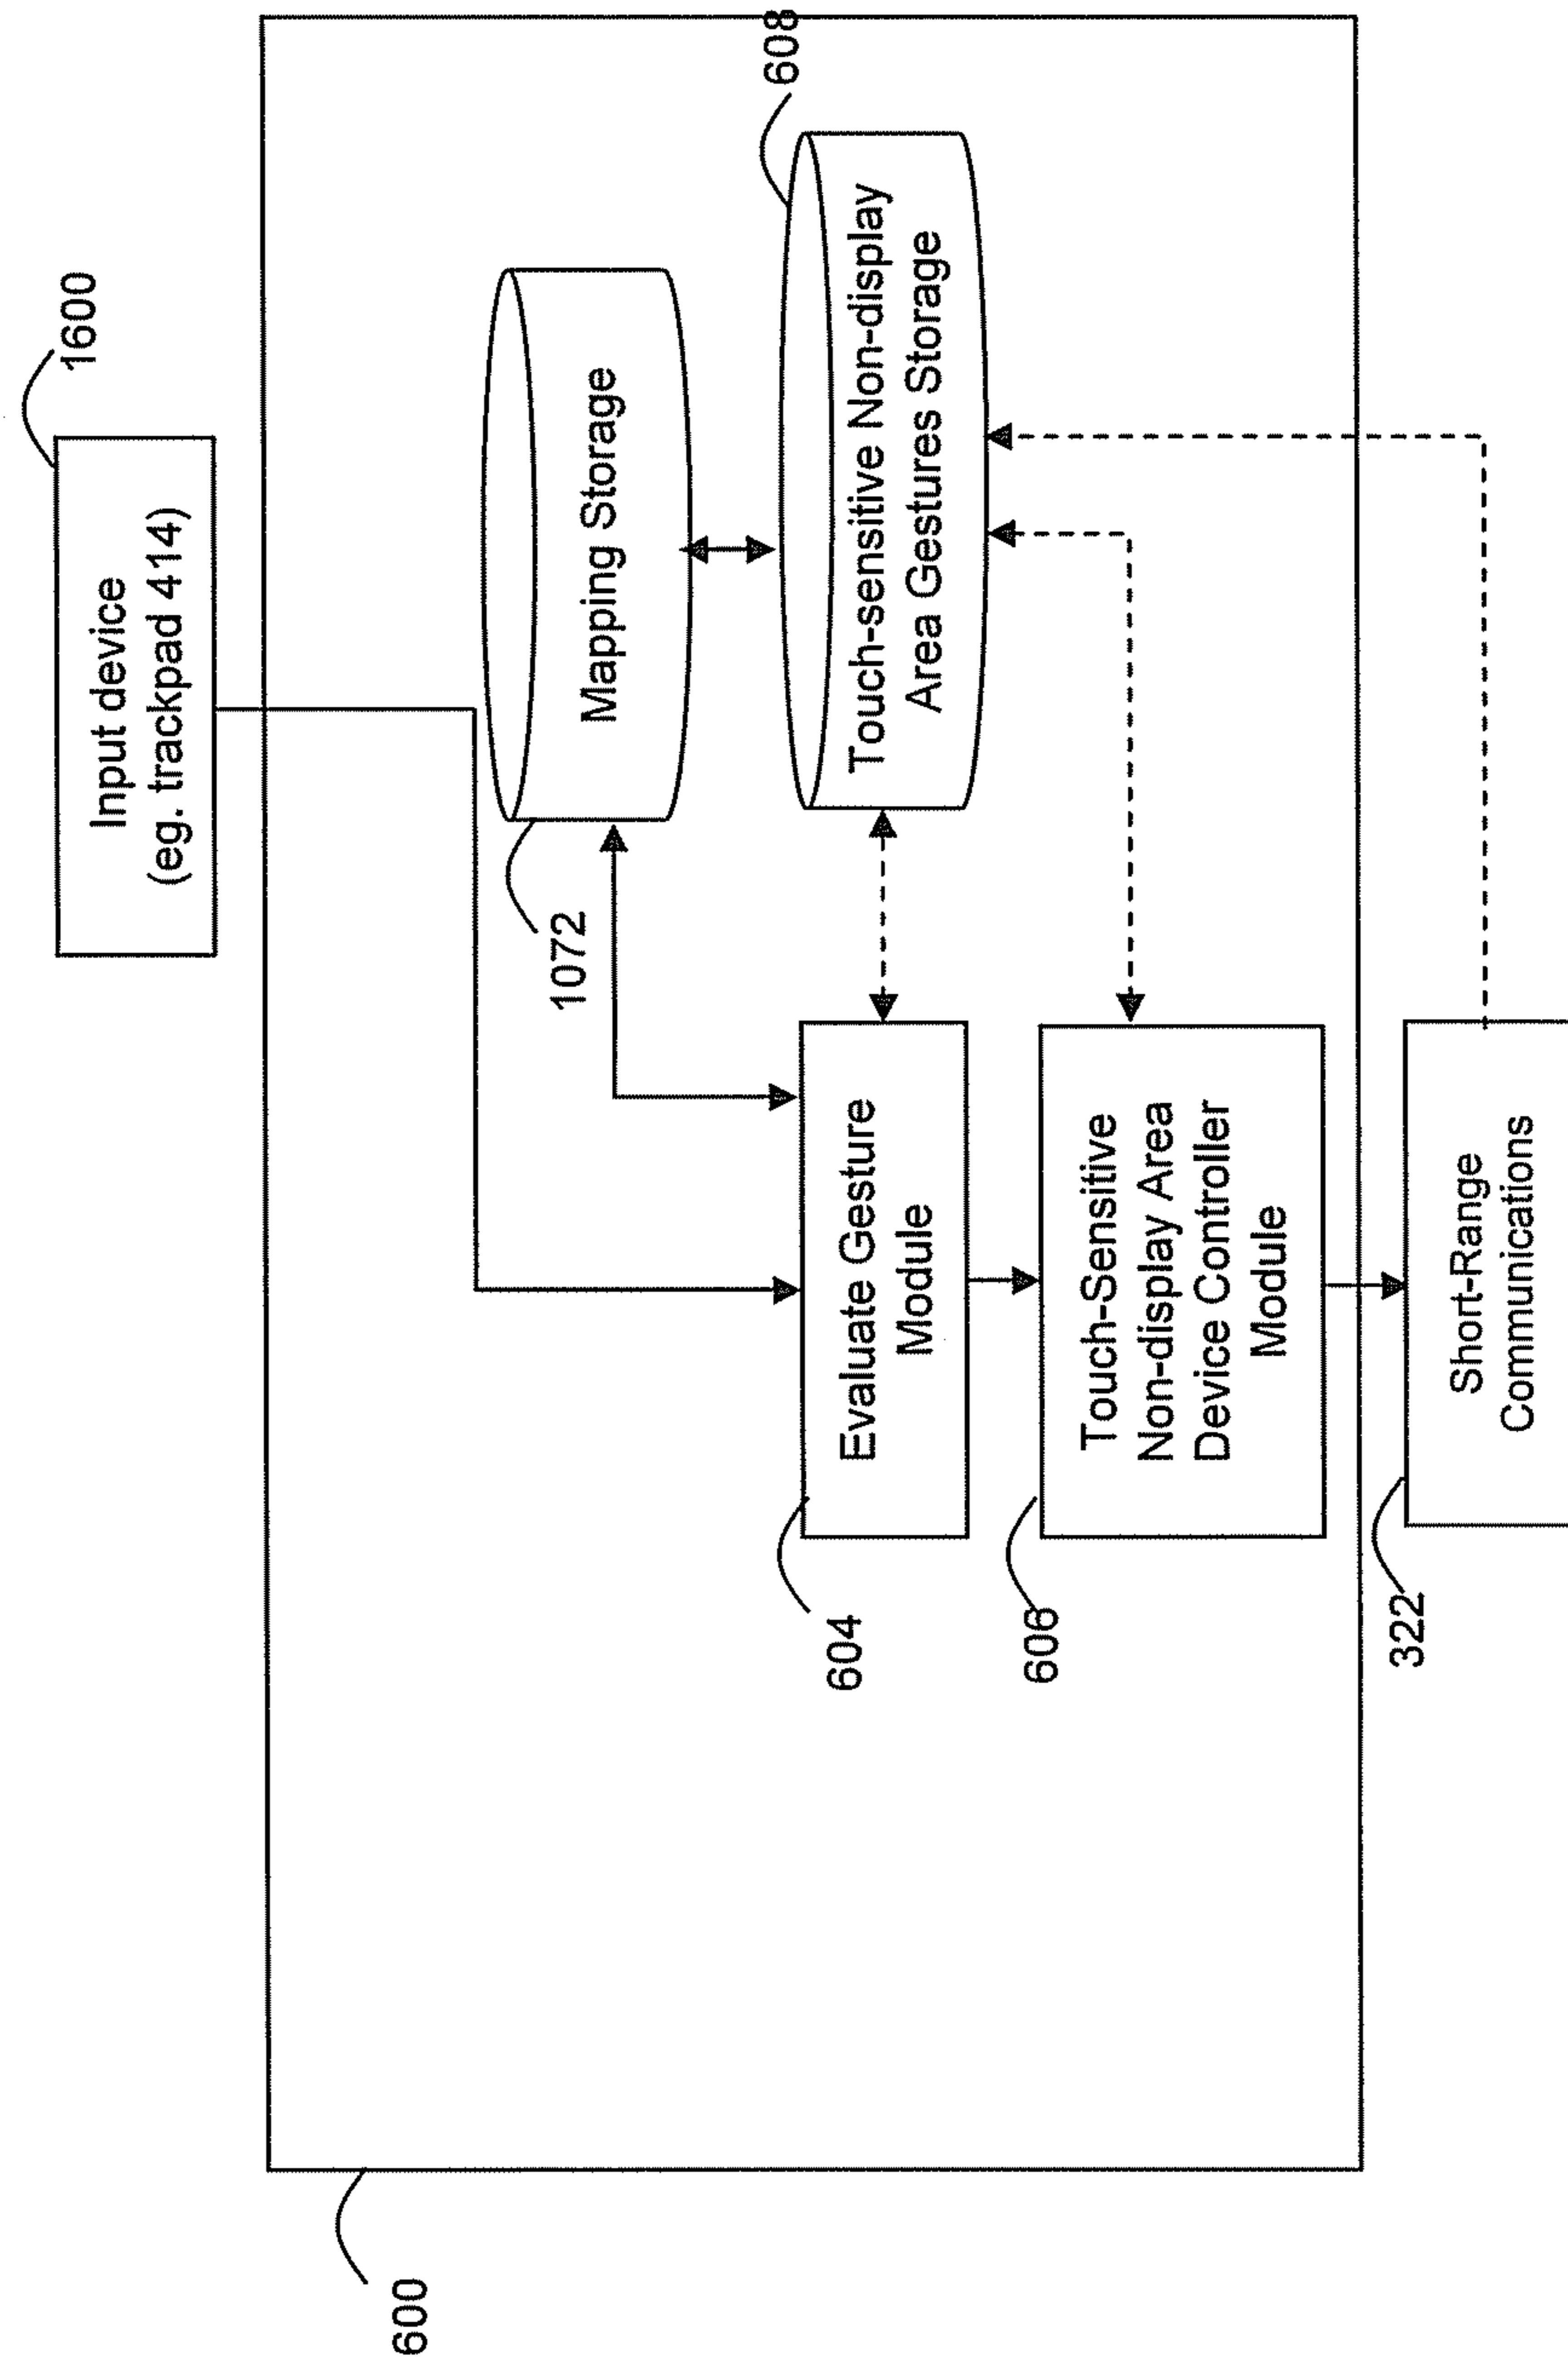 1600
Input device
(eg. trackpad 414)
608
Mapping Storage
1072
Touch-sensitive Non-display
Area Gestures Storage
Evaluate Gesture
Module
604
Touch-Sensitive
Non-display Area
Device Controller
Module
606
Short-Range
Communications
322
600